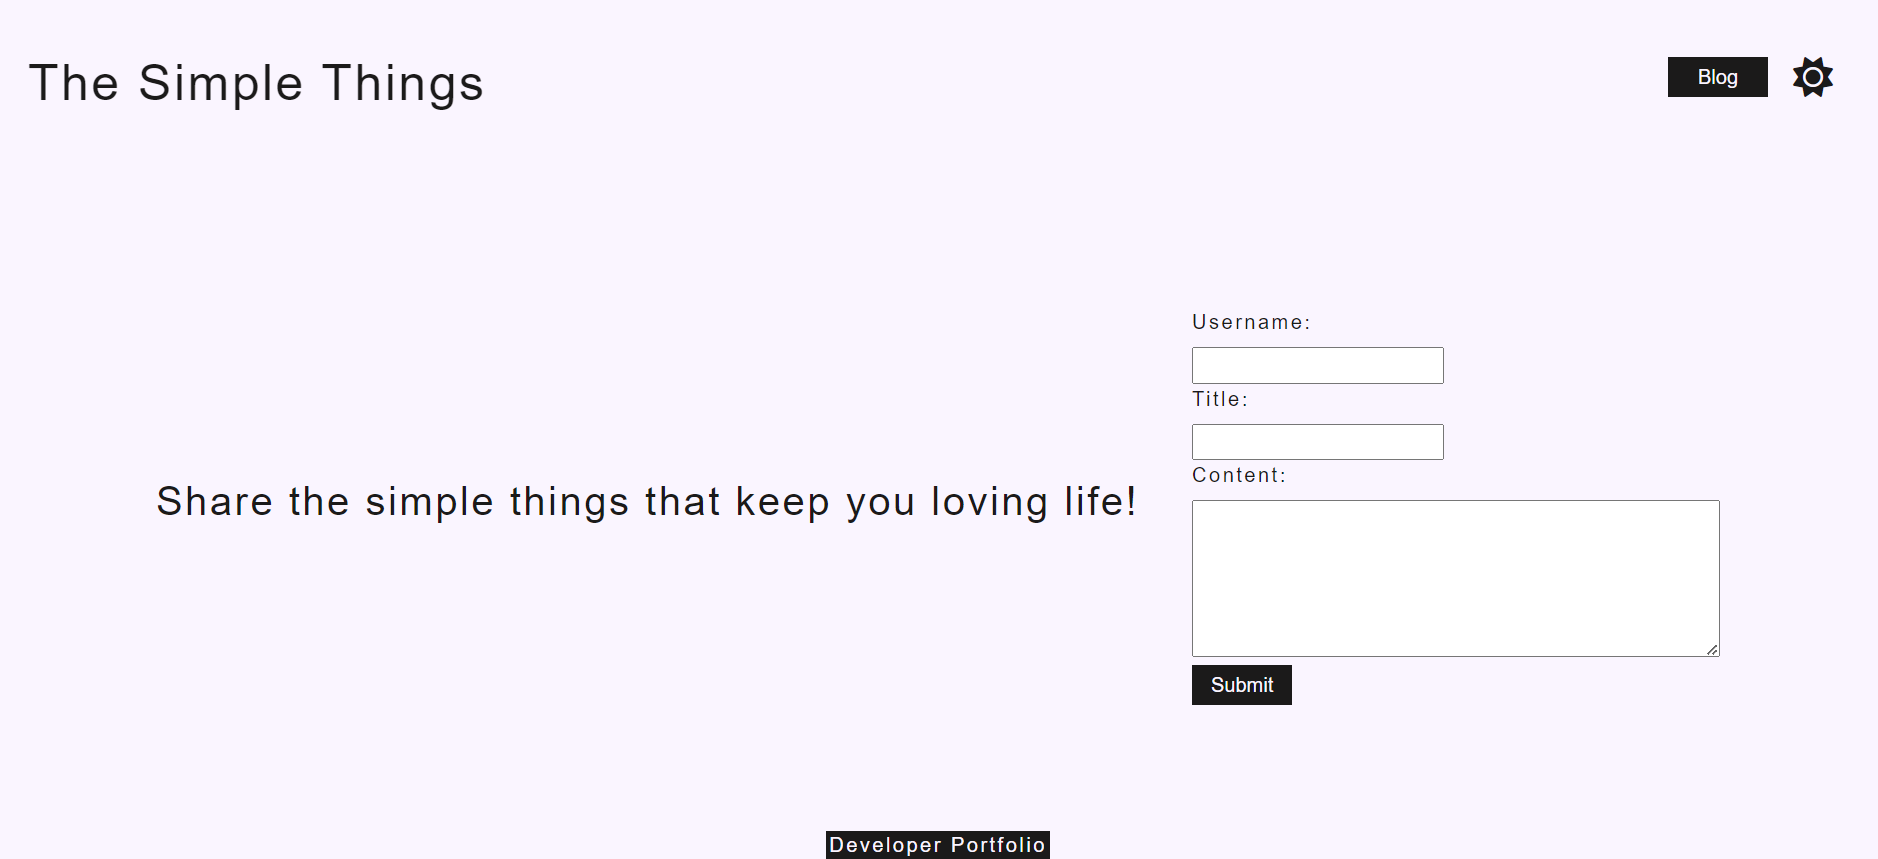 The Simple Things
Blog
Share the simple things that keep you loving life!
Username:
Title:
Content:
Submit
Developer Portfolio